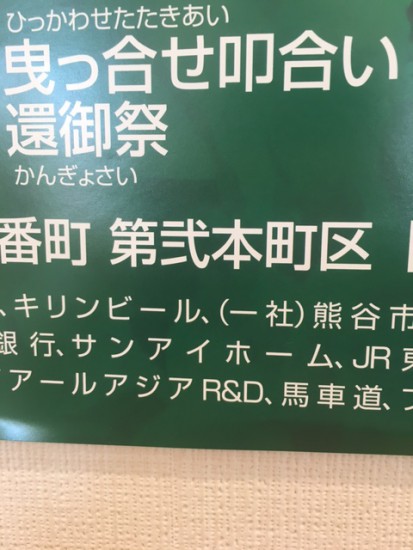 ひっかわせたたきあい
曳っ合せ叩合い
還御祭
かんぎょさい
番町 第弐本町区
、キリンビール、(一社)熊谷市
銀行、サンアイホーム、JR東
アールアジアR&D、馬車道、